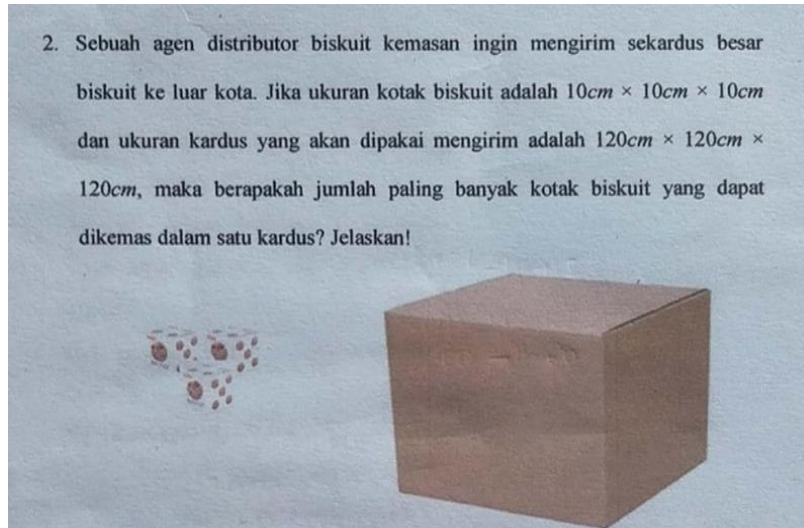 2. Sebuah agen distributor biskuit kemasan ingin mengirim sekardus besar
biskuit ke luar kota. Jika ukuran kotak biskuit adalah 10cm × 10cm × 10cm
dan ukuran kardus yang akan dipakai mengirim adalah 120cm × 120cm ×
120cm, maka berapakah jumlah paling banyak kotak biskuit yang dapat
dikemas dalam satu kardus? Jelaskan!